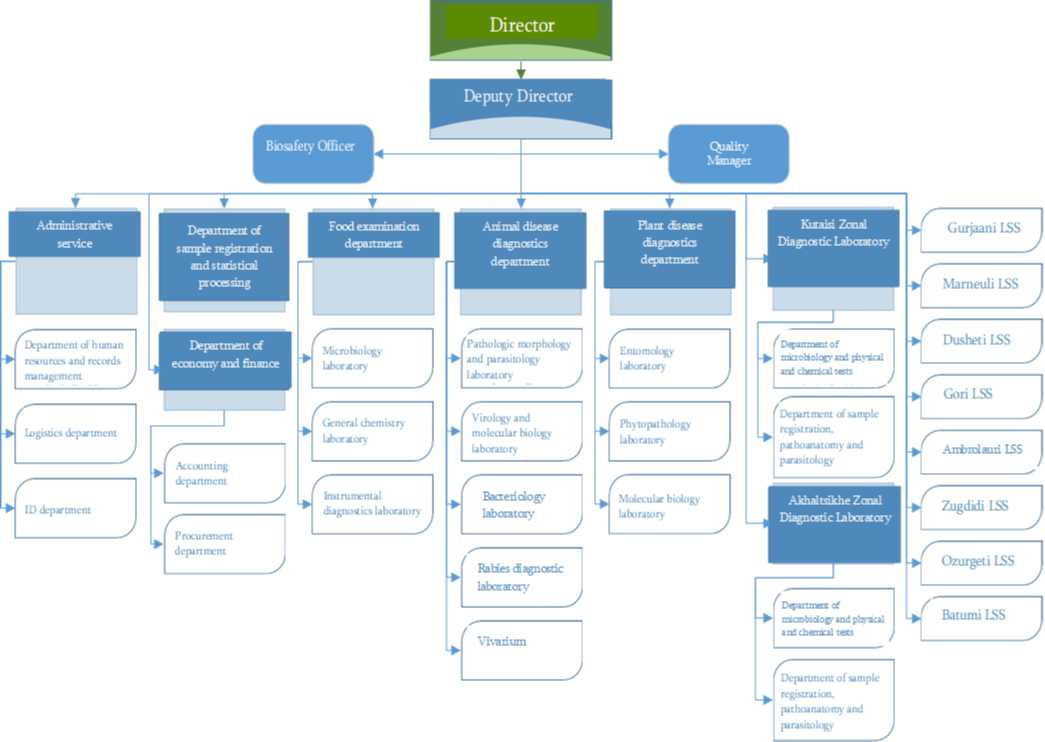 Director
Deputy Director
Biosafety Officer
Quality
Manager
Administrative
service
Department of human
resources and records
management
Logistics department
ID department
Department of
sample registration
and statistical
processing
Department of
economy and finance
Accounting
department
Procurement
department
Food examination
department
Microbiology
laboratory
General chemistry
laboratory
Instrumental
diagnostics laboratory
Animal disease
diagnostics
department
Pathologic morphology
and parasitology
laboratory
Virology and
molecular biology
laboratory
Bacteriology
laboratory
Rabies diagnostic
laboratory
Vivarium
Plant disease
diagnostics
department
Entomology
laboratory
Phytopathology
laboratory
Molecular biology
laboratory
Kutaisi Zonal
Diagnostic Laboratory
Department of
microbiology and physical
and chemical tests
Department of sample
registration,
pathoanatomy and
parasitology
Akhaltsikhe Zonal
Diagnostic Laboratory
Department of
microbiology and physical
and chemical tests
Department of sample
registration,
pathoanatomy and
parasitology
Gurjaani LSS
Marneuli LSS
Dusheti LSS
Gori LSS
Ambrolauri LSS
Zugdidi LSS
Ozurgeti LSS
Batumi LSS